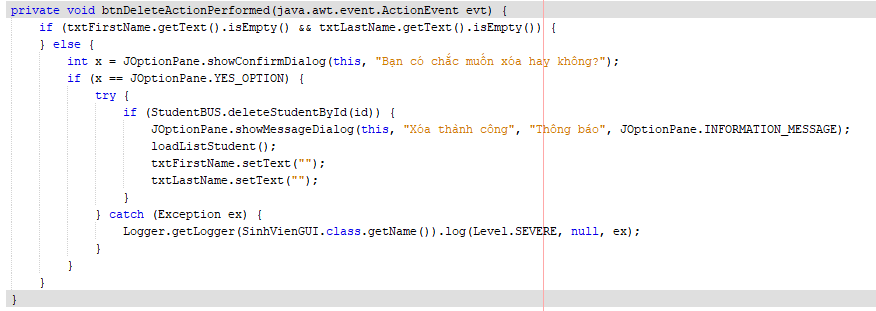 private void btnDeleteActionPerformed(java.awt.event.ActionEvent evt) {
    if (txtFirstName.getText().isEmpty() && txtLastName.getText().isEmpty()) {
    } else {
        int x = JOptionPane.showConfirmDialog(this, "Bạn có chắc muốn xóa hay không?");
        if (x == JOptionPane.YES_OPTION) {
            try {
                if (StudentBUS.deleteStudentById(id)) {
                    JOptionPane.showMessageDialog(this, "Xóa thành công", "Thông báo", JOptionPane.INFORMATION_MESSAGE);
                    loadListStudent();
                    txtFirstName.setText("");
                    txtLastName.setText("");
                }
            } catch (Exception ex) {
                Logger.getLogger(SinhVienGUI.class.getName()).log(Level.SEVERE, null, ex);
            }
        }
    }
}